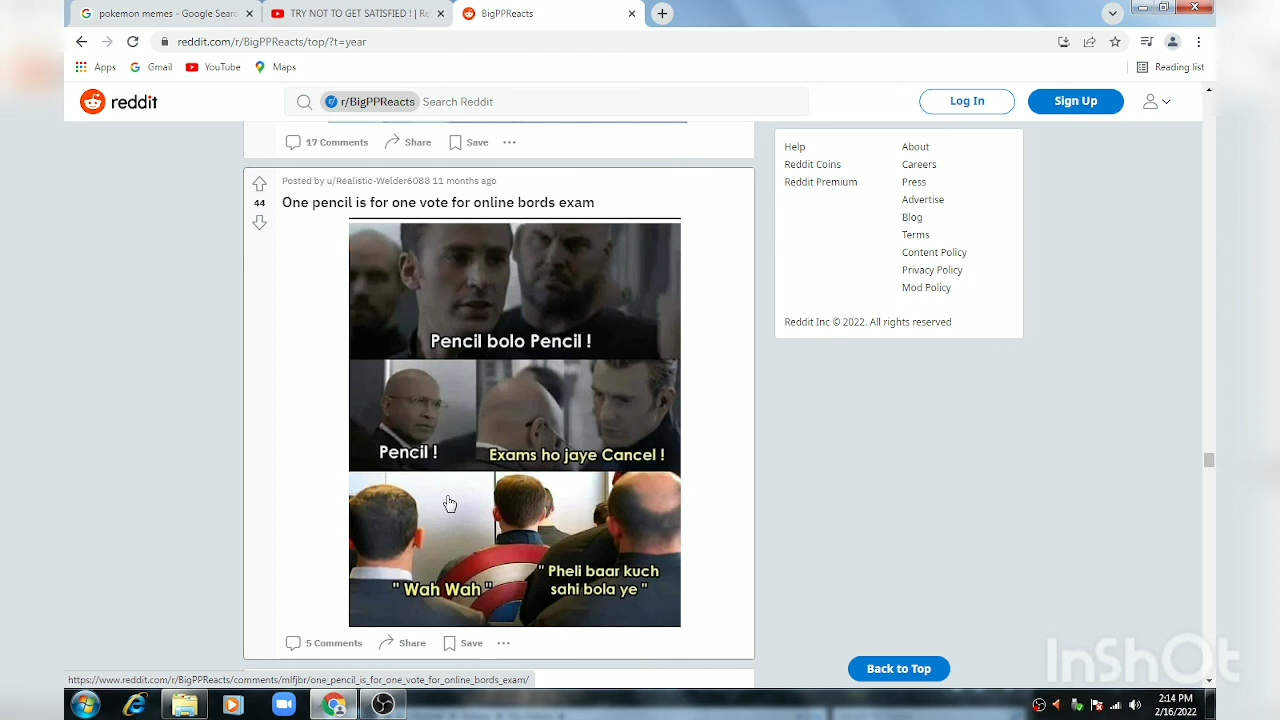 pokemon memes - Google Searc
TRY NOT TO GET SATISFIED ! | Re
BigPPReacts
reddit.com/r/BigPPReacts/top/?t=year
Apps
Gmail
YouTube
Maps
Reading list
reddit
r/BigPPReacts
Search Reddit
Log In
Sign Up
17 Comments
Share
Save
Posted by u/Realistic-Welder6088 11 months ago
44
One pencil is for one vote for online bords exam
Pencil bolo Pencil !
Pencil !
Exams ho jaye Cancel !
" Wah Wah "
" Pheli baar kuch
sahi bola ye "
5 Comments
Share
Save
Help
About
Reddit Coins
Careers
Reddit Premium
Press
Advertise
Blog
Terms
Content Policy
Privacy Policy
Mod Policy
Reddit Inc © 2022. All rights reserved
Back to Top
InShOt
https://www.reddit.com/r/BigPPReacts/comments/mlfjbr/one_pencil_is_for_one_vote_for_online_bords_exam/
2:14 PM
2/16/2022